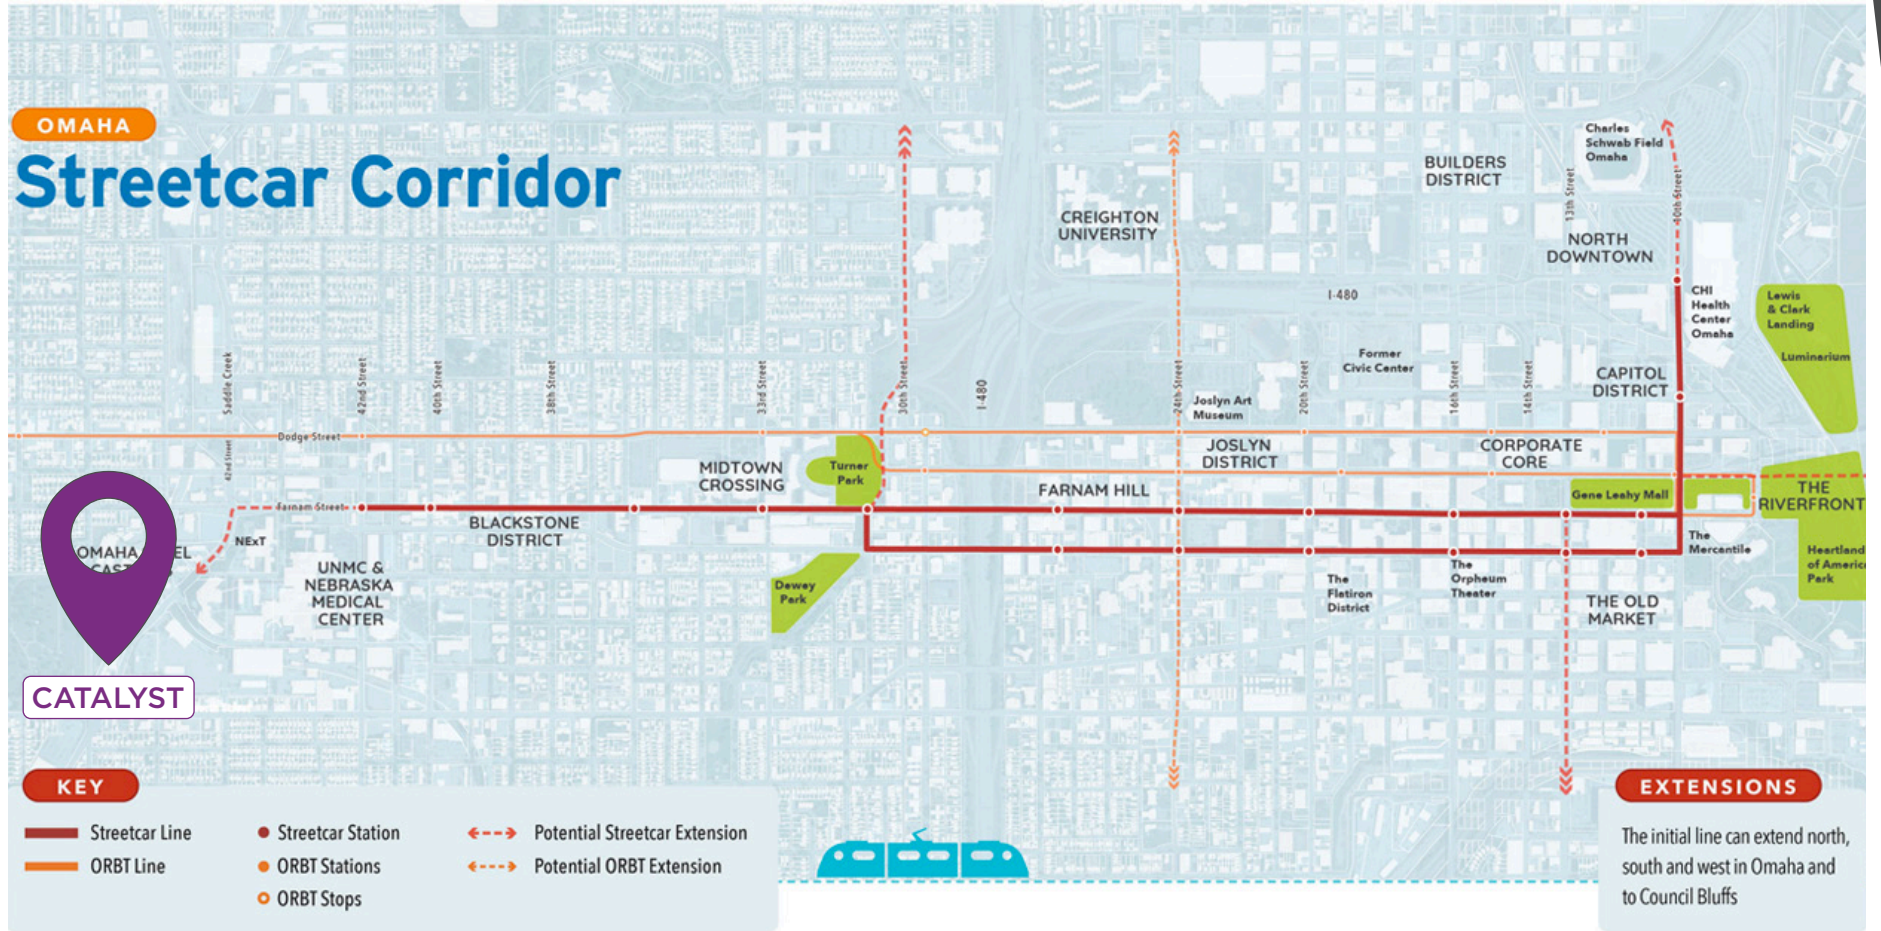 OMAHA
Streetcar Corridor
Charles
Schwab Field
Omaha
BUILDERS
DISTRICT
13th Street
10th Street
CREIGHTON
UNIVERSITY
NORTH
DOWNTOWN
I-480
CHI
Health
Center
Omaha
Lewis
& Clark
Landing
Luminarium
Former
Civic Center
CAPITOL
DISTRICT
Saddle Creek
42nd Street
40th Street
38th Street
33rd Street
30th Street
I-480
24th Street
20th Street
16th Street
14th Street
Joslyn Art
Museum
Dodge Street
42nd Street
MIDTOWN
CROSSING
Turner
Park
JOSLYN
DISTRICT
CORPORATE
CORE
FARNAM HILL
Gene Leahy Mall
THE
RIVERFRONT
Farnam Street
BLACKSTONE
DISTRICT
NExT
OMAHA
The
Mercantile
Heartland
of America
Park
UNMC &
NEBRASKA
MEDICAL
CENTER
Dewey
Park
The
Flatiron
District
The
Orpheum
Theater
THE OLD
MARKET
CATALYST
KEY
Streetcar Line
ORBT Line
Streetcar Station
ORBT Stations
ORBT Stops
Potential Streetcar Extension
Potential ORBT Extension
EXTENSIONS
The initial line can extend north,
south and west in Omaha and
to Council Bluffs